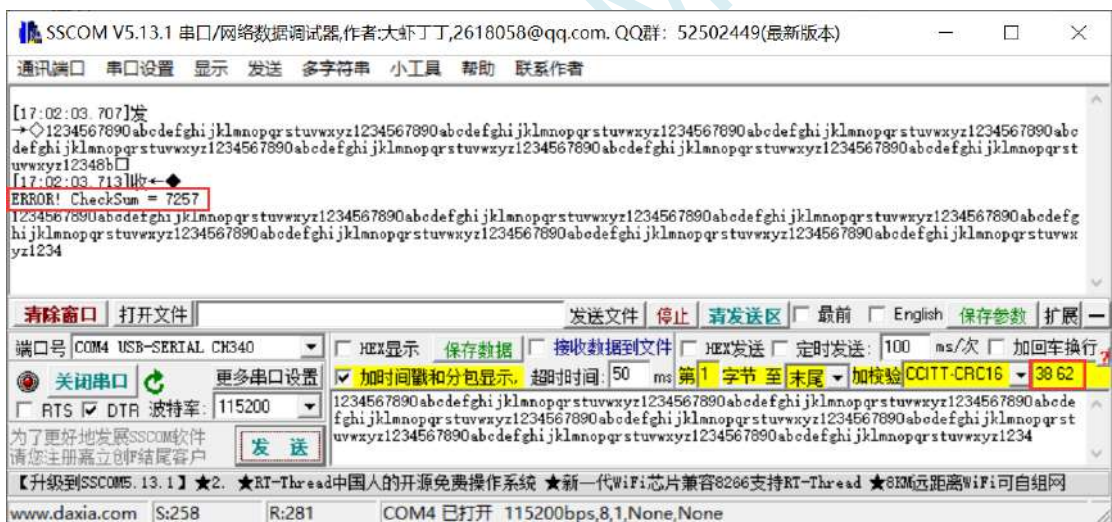 SSCOM V5.13.1 串口/网络数据调试器,作者:大虾丁丁,2618058@qq.com. QQ群: 52502449(最新版本)
通讯端口 串口设置 显示 发送 多字符串 小工具 帮助 联系作者
[17:02:03.707]发
→◇1234567890abcdefghijklmnopqrstuvwxyz1234567890abcdefghijklmnopqrstuvwxyz1234567890abcdefghijklmnopqrstuvwxyz1234567890abc
defghijklmnopqrstuvwxyz1234567890abcdefghijklmnopqrstuvwxyz1234567890abcdefghijklmnopqrstuvwxyz1234567890abcdefghijklmnopqrst
uvwxyz12348b□
[17:02:03.713]收←◆
ERROR! CheckSum = 7257
1234567890abcdefghijklmnopqrstuvwxyz1234567890abcdefghijklmnopqrstuvwxyz1234567890abcdefghijklmnopqrstuvwxyz1234567890abcdefg
hijklmnopqrstuvwxyz1234567890abcdefghijklmnopqrstuvwxyz1234567890abcdefghijklmnopqrstuvwxyz1234567890abcdefghijklmnopqrstuvwx
yz1234
清除窗口 打开文件 发送文件 停止 清发送区 最前 English 保存参数 扩展 —
端口号 COM4 USB-SERIAL CH340 HEX显示 保存数据 接收数据到文件 HEX发送 定时发送: 100 ms/次 加回车换行
关闭串口 更多串口设置 加时间戳和分包显示, 超时时间: 50 ms 第 1 字节 至 末尾 加校验 CCITT-CRC16 38 62
RTS DTR 波特率: 115200
1234567890abcdefghijklmnopqrstuvwxyz1234567890abcdefghijklmnopqrstuvwxyz1234567890abcde
fghijklmnopqrstuvwxyz1234567890abcdefghijklmnopqrstuvwxyz1234567890abcdefghijklmnopqrst
uvwxyz1234567890abcdefghijklmnopqrstuvwxyz1234567890abcdefghijklmnopqrstuvwxyz1234
为了更好地发展SSCOM软件
请您注册嘉立创F结尾客户
发 送
【升级到SSCOM5.13.1】★2. ★RT-Thread中国人的开源免费操作系统 ★新一代WiFi芯片兼容8266支持RT-Thread ★8KM远距离WiFi可自组网
www.daxia.com S:258 R:281 COM4 已打开 115200bps,8,1,None,None